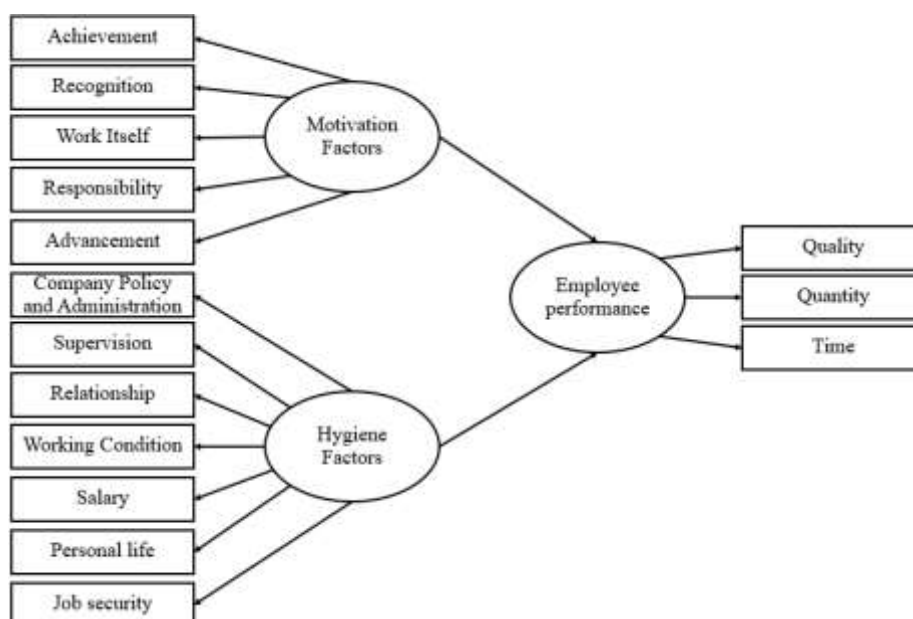 Achievement
Recognition
Work Itself
Responsibility
Advancement
Company Policy
and Administration
Supervision
Relationship
Working Condition
Salary
Personal life
Job security
Motivation
Factors
Hygiene
Factors
Employee
performance
Quality
Quantity
Time